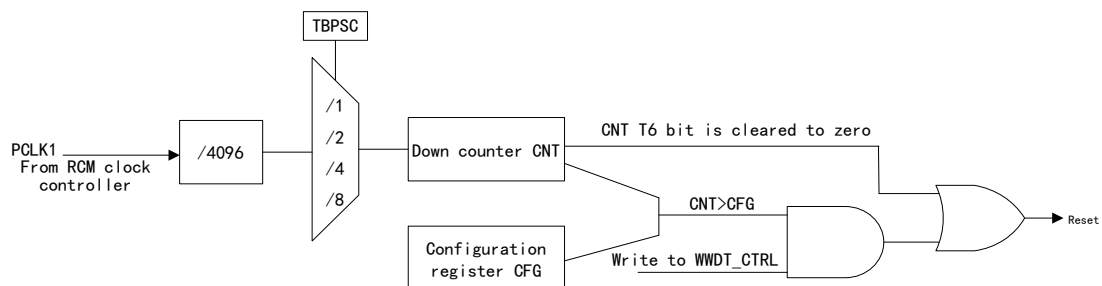 TBPSC
/1
/2
/4
/8
PCLK1
From RCM clock
controller
/4096
Down counter CNT
CNT T6 bit is cleared to zero
CNT>CFG
Configuration
register CFG
Write to WWDT_CTRL
Reset